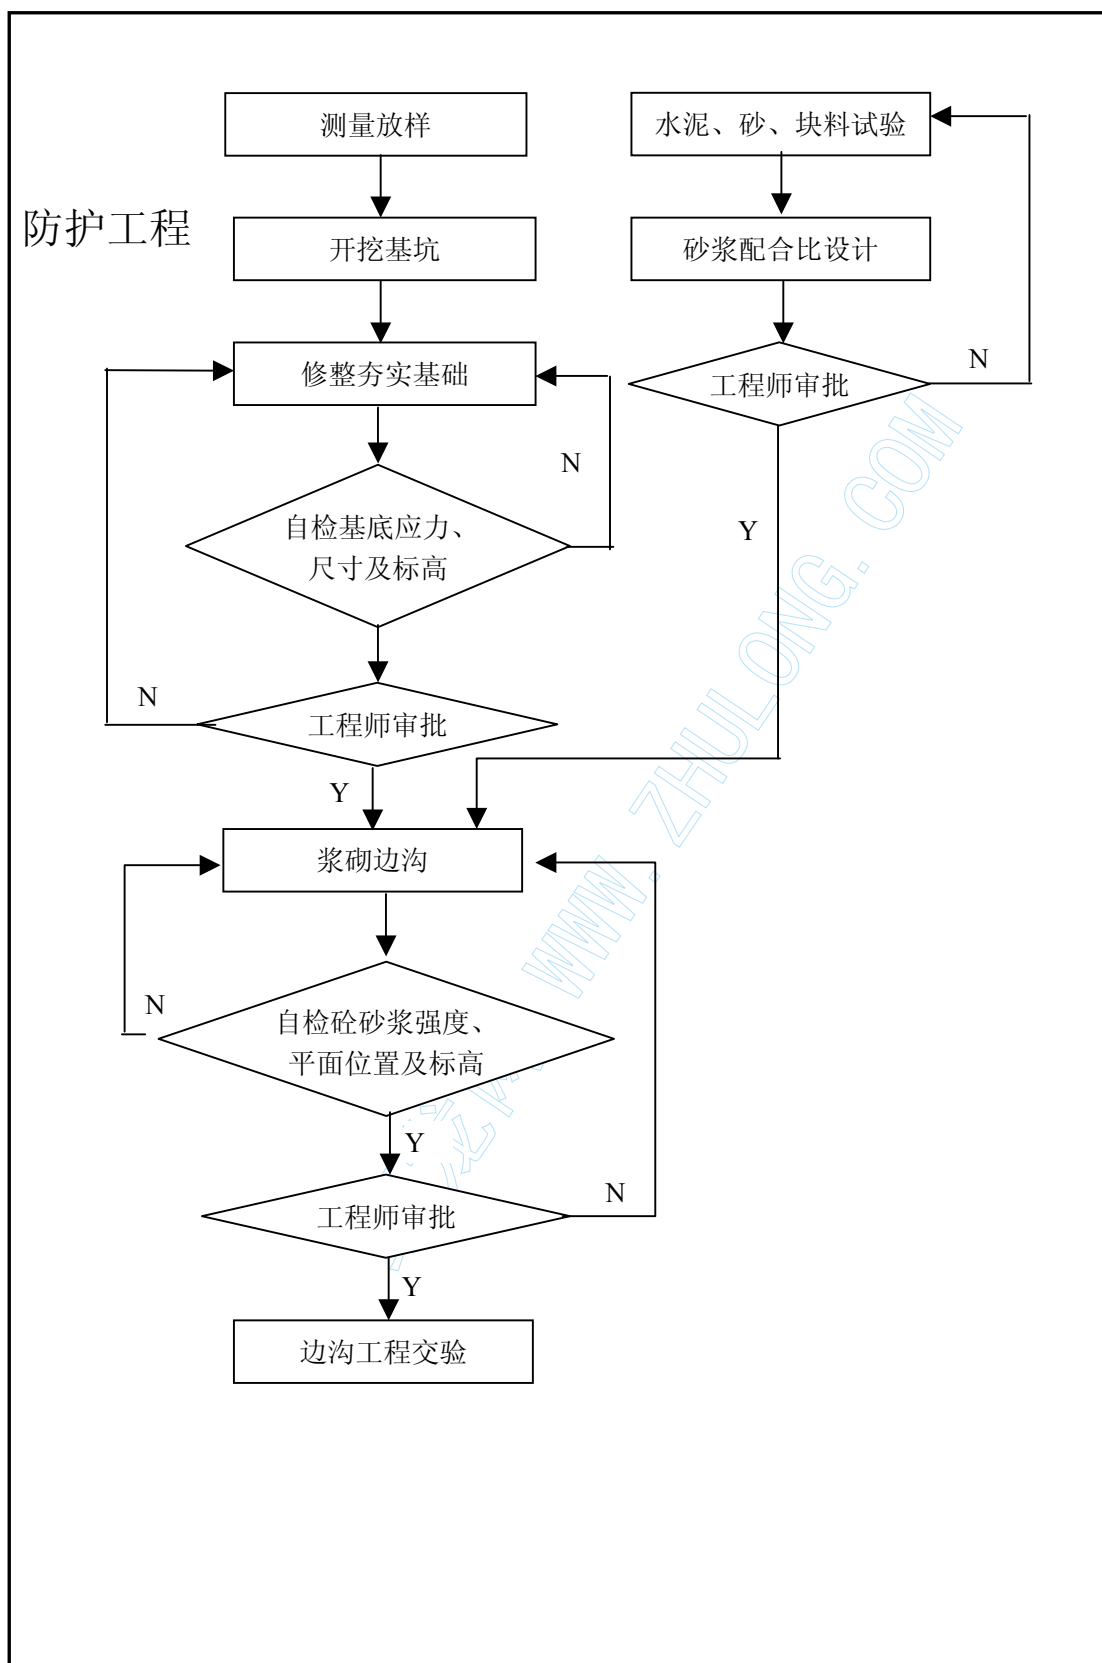 测量放样
水泥、砂、块料试验
防护工程
开挖基坑
砂浆配合比设计
修整夯实基础
工程师审批
N
N
自检基底应力、
尺寸及标高
Y
N
工程师审批
Y
浆砌边沟
N
自检砼砂浆强度、
平面位置及标高
Y
工程师审批
N
Y
边沟工程交验
WWW.ZHULONG.COM